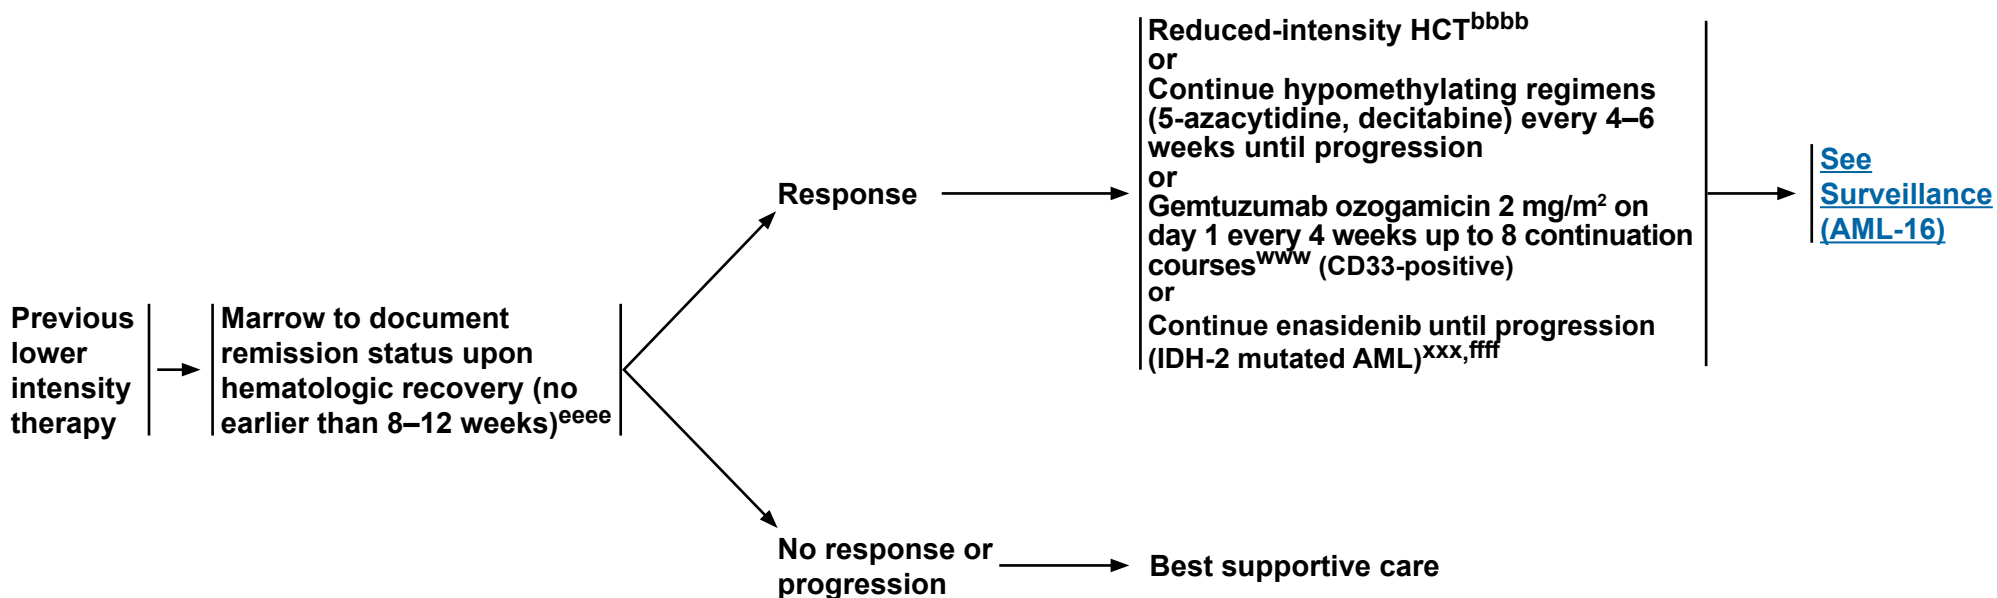 Previous
lower
intensity
therapy
Marrow to document
remission status upon
hematologic recovery (no
earlier than 8–12 weeks)eeee
Response
Reduced-intensity HCTbbbb
or
Continue hypomethylating regimens
(5-azacytidine, decitabine) every 4–6
weeks until progression
or
Gemtuzumab ozogamicin 2 mg/m² on
day 1 every 4 weeks up to 8 continuation
courseswww (CD33-positive)
or
Continue enasidenib until progression
(IDH-2 mutated AML)xxx,ffff
See
Surveillance
(AML-16)
No response or
progression
Best supportive care